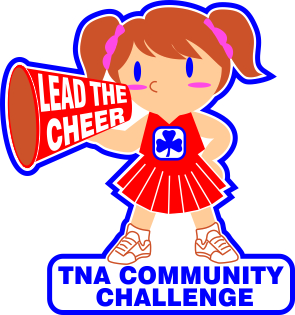 LEAD THE
CHEER
TNA COMMUNITY
CHALLENGE